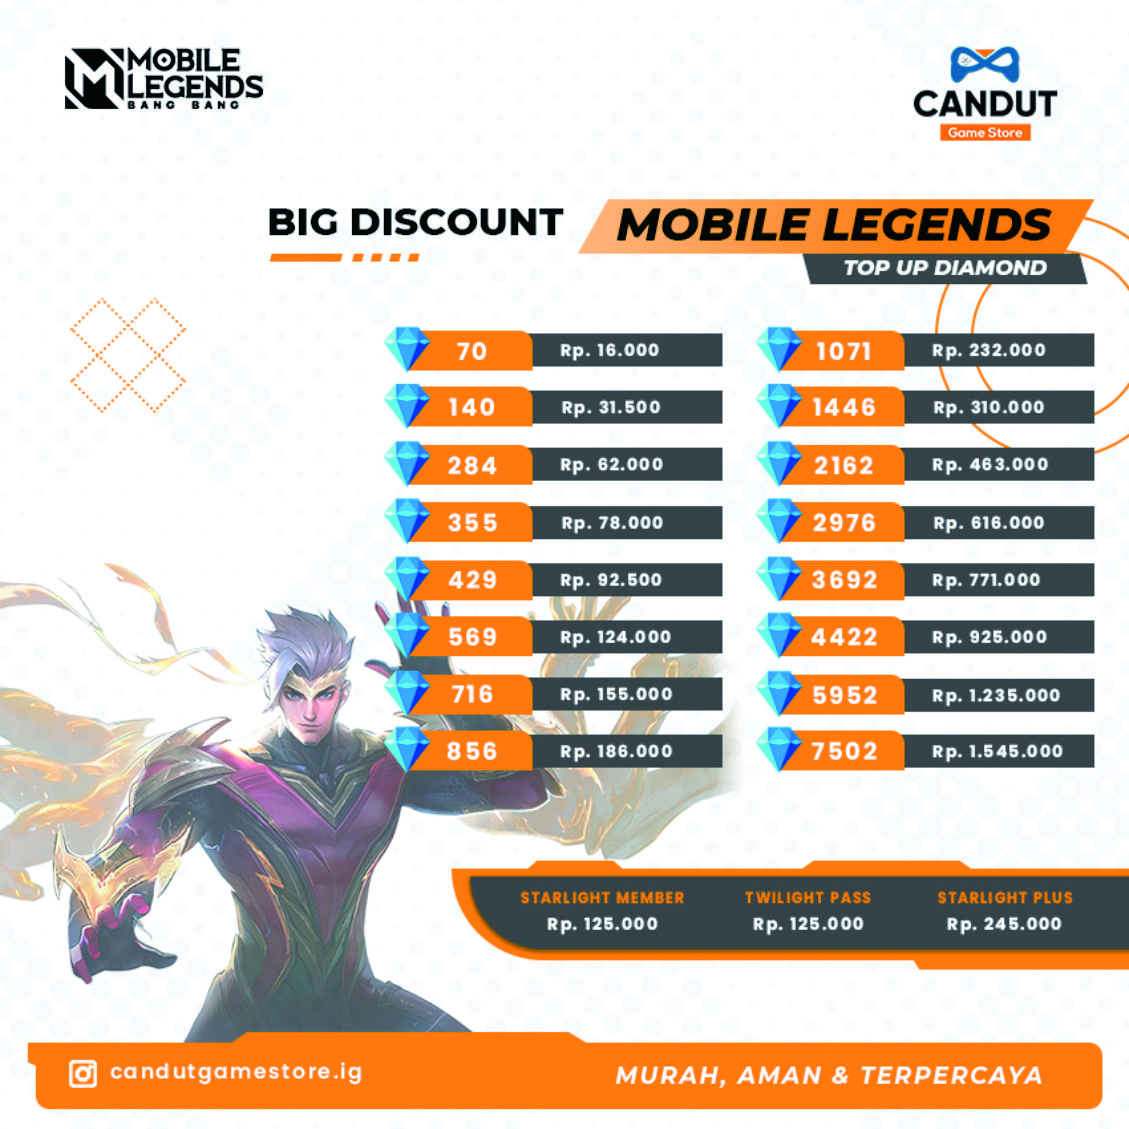 MOBILE
LEGENDS
BANG BANG
CANDUT
Game Store
BIG DISCOUNT
MOBILE LEGENDS
TOP UP DIAMOND
70 Rp. 16.000
140 Rp. 31.500
284 Rp. 62.000
355 Rp. 78.000
429 Rp. 92.500
569 Rp. 124.000
716 Rp. 155.000
856 Rp. 186.000
1071 Rp. 232.000
1446 Rp. 310.000
2162 Rp. 463.000
2976 Rp. 616.000
3692 Rp. 771.000
4422 Rp. 925.000
5952 Rp. 1.235.000
7502 Rp. 1.545.000
STARLIGHT MEMBER
Rp. 125.000
TWILIGHT PASS
Rp. 125.000
STARLIGHT PLUS
Rp. 245.000
candutgamestore.ig
MURAH, AMAN & TERPERCAYA